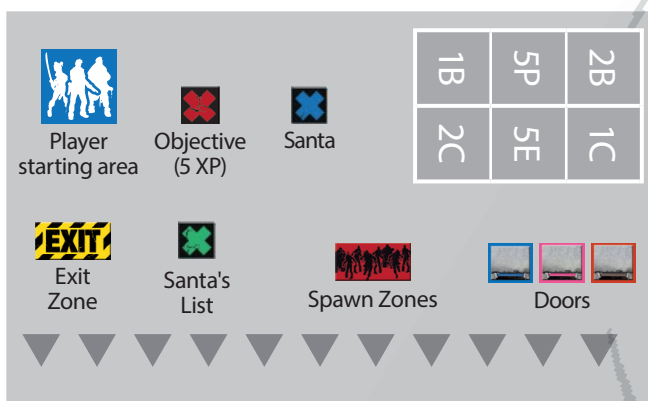 1B 5P 2B
2C 5E 1C
Player
starting area
Objective
(5 XP)
Santa
EXIT
Exit
Zone
Santa's
List
Spawn Zones
Doors